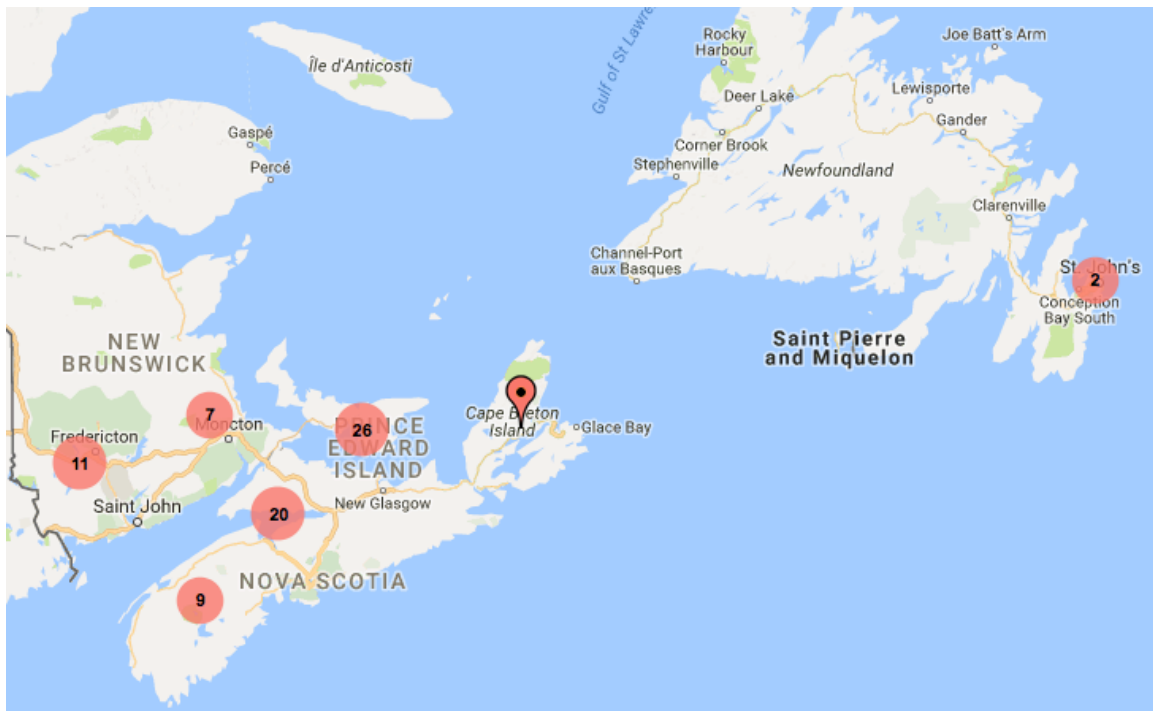 Rocky
Harbour
Joe Batt's Arm
Île d'Anticosti
Gulf of St Lawre
Deer Lake
Lewisporte
Gander
Gaspé
Corner Brook
Stephenville
Percé
Newfoundland
Clarenville
Channel-Port
aux Basques
St. John's
2
Conception
Bay South
NEW
BRUNSWICK
Saint Pierre
and Miquelon
7
Moncton
26
PRINCE
EDWARD
ISLAND
Cape Breton
Island
Glace Bay
Fredericton
11
Saint John
New Glasgow
20
NOVA SCOTIA
9